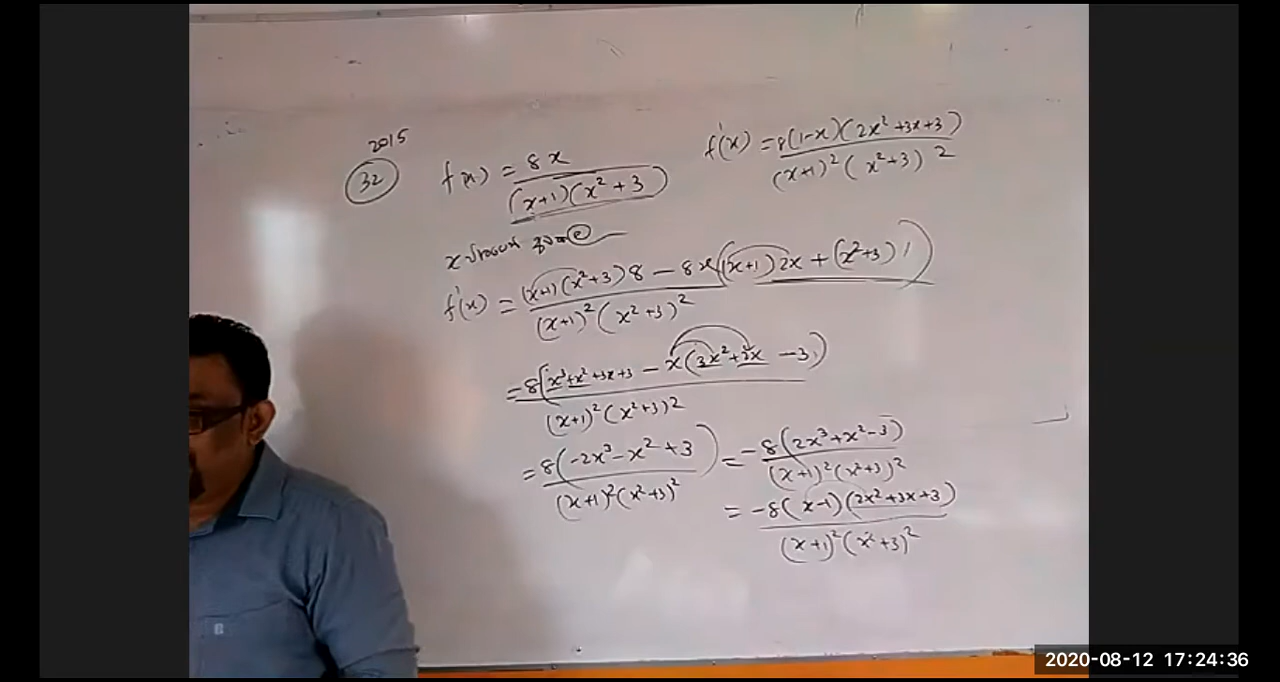 2015
32
f(x) = 8x / (x+1)(x² + 3)
f'(x) = 8(1-x)(2x² + 3x + 3) / (x+1)² (x² + 3)²
x
f'(x) = (x+1)(x² + 3)8 - 8x((x+1)2x + (x² + 3)1) / (x+1)² (x² + 3)²
= 8(x³ + x² + 3x + 3 - x(3x² + 2x - 3)) / (x+1)² (x² + 3)²
= 8(-2x³ - x² + 3) / (x+1)² (x² + 3)² = -8(2x³ + x² - 3) / (x+1)² (x² + 3)²
= -8(x-1)(2x² + 3x + 3) / (x+1)² (x² + 3)²
2020-08-12 17:24:36